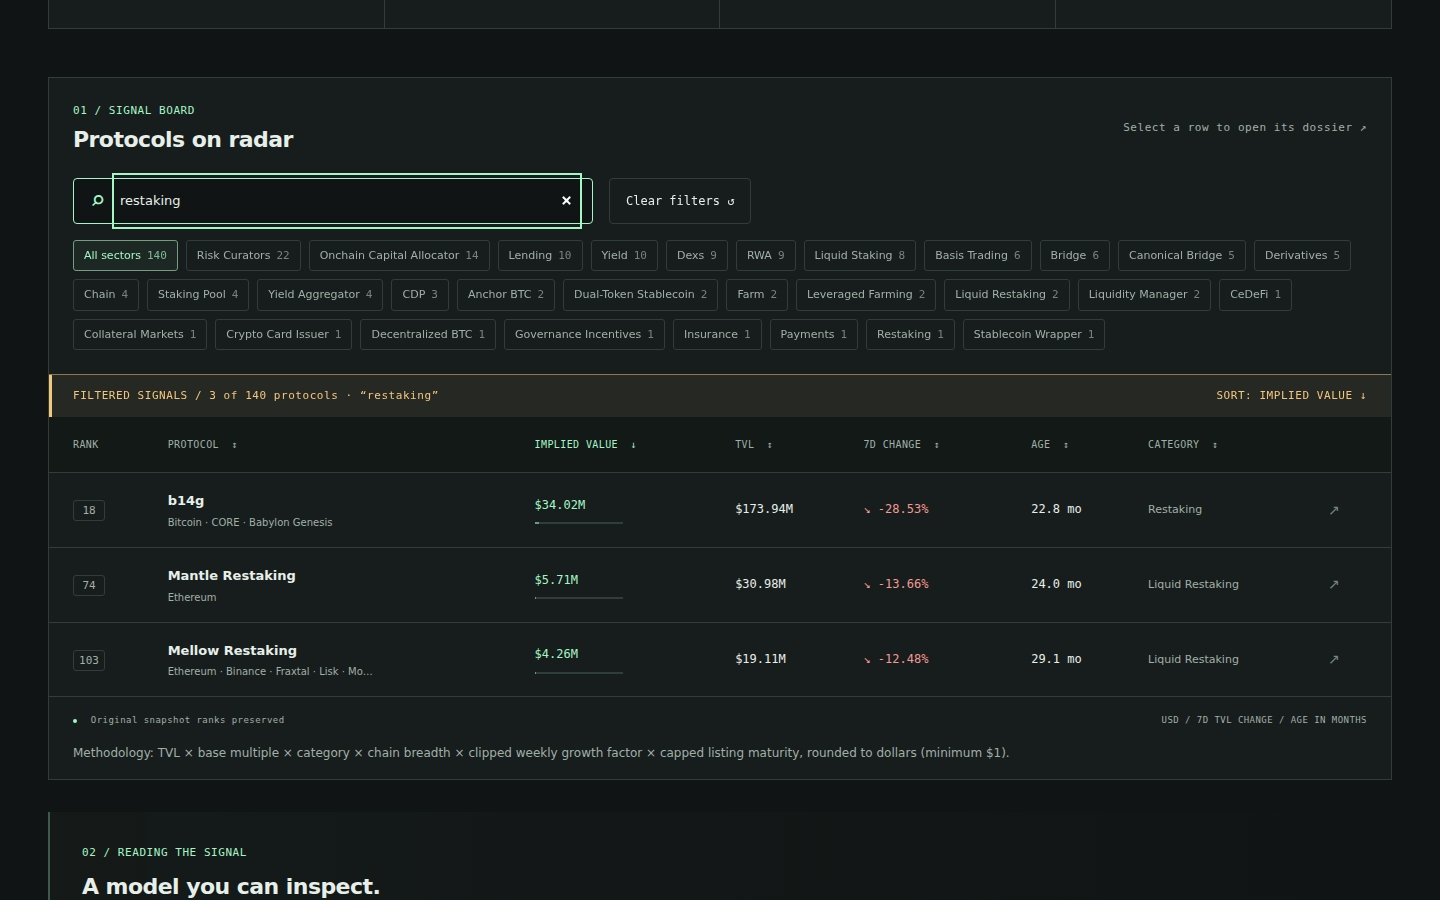 01 / SIGNAL BOARD
Protocols on radar
Select a row to open its dossier ↗
restaking ×
Clear filters ↺
All sectors 140 Risk Curators 22 Onchain Capital Allocator 14 Lending 10 Yield 10 Dexs 9 RWA 9 Liquid Staking 8 Basis Trading 6 Bridge 6 Canonical Bridge 5 Derivatives 5
Chain 4 Staking Pool 4 Yield Aggregator 4 CDP 3 Anchor BTC 2 Dual-Token Stablecoin 2 Farm 2 Leveraged Farming 2 Liquid Restaking 2 Liquidity Manager 2 CeDeFi 1
Collateral Markets 1 Crypto Card Issuer 1 Decentralized BTC 1 Governance Incentives 1 Insurance 1 Payments 1 Restaking 1 Stablecoin Wrapper 1
FILTERED SIGNALS / 3 of 140 protocols · “restaking” SORT: IMPLIED VALUE ↓
RANK PROTOCOL ↕ IMPLIED VALUE ↓ TVL ↕ 7D CHANGE ↕ AGE ↕ CATEGORY ↕
18 b14g $34.02M $173.94M ↘ -28.53% 22.8 mo Restaking ↗
Bitcoin · CORE · Babylon Genesis
74 Mantle Restaking $5.71M $30.98M ↘ -13.66% 24.0 mo Liquid Restaking ↗
Ethereum
103 Mellow Restaking $4.26M $19.11M ↘ -12.48% 29.1 mo Liquid Restaking ↗
Ethereum · Binance · Fraxtal · Lisk · Mo…
Original snapshot ranks preserved USD / 7D TVL CHANGE / AGE IN MONTHS
Methodology: TVL × base multiple × category × chain breadth × clipped weekly growth factor × capped listing maturity, rounded to dollars (minimum $1).
02 / READING THE SIGNAL
A model you can inspect.